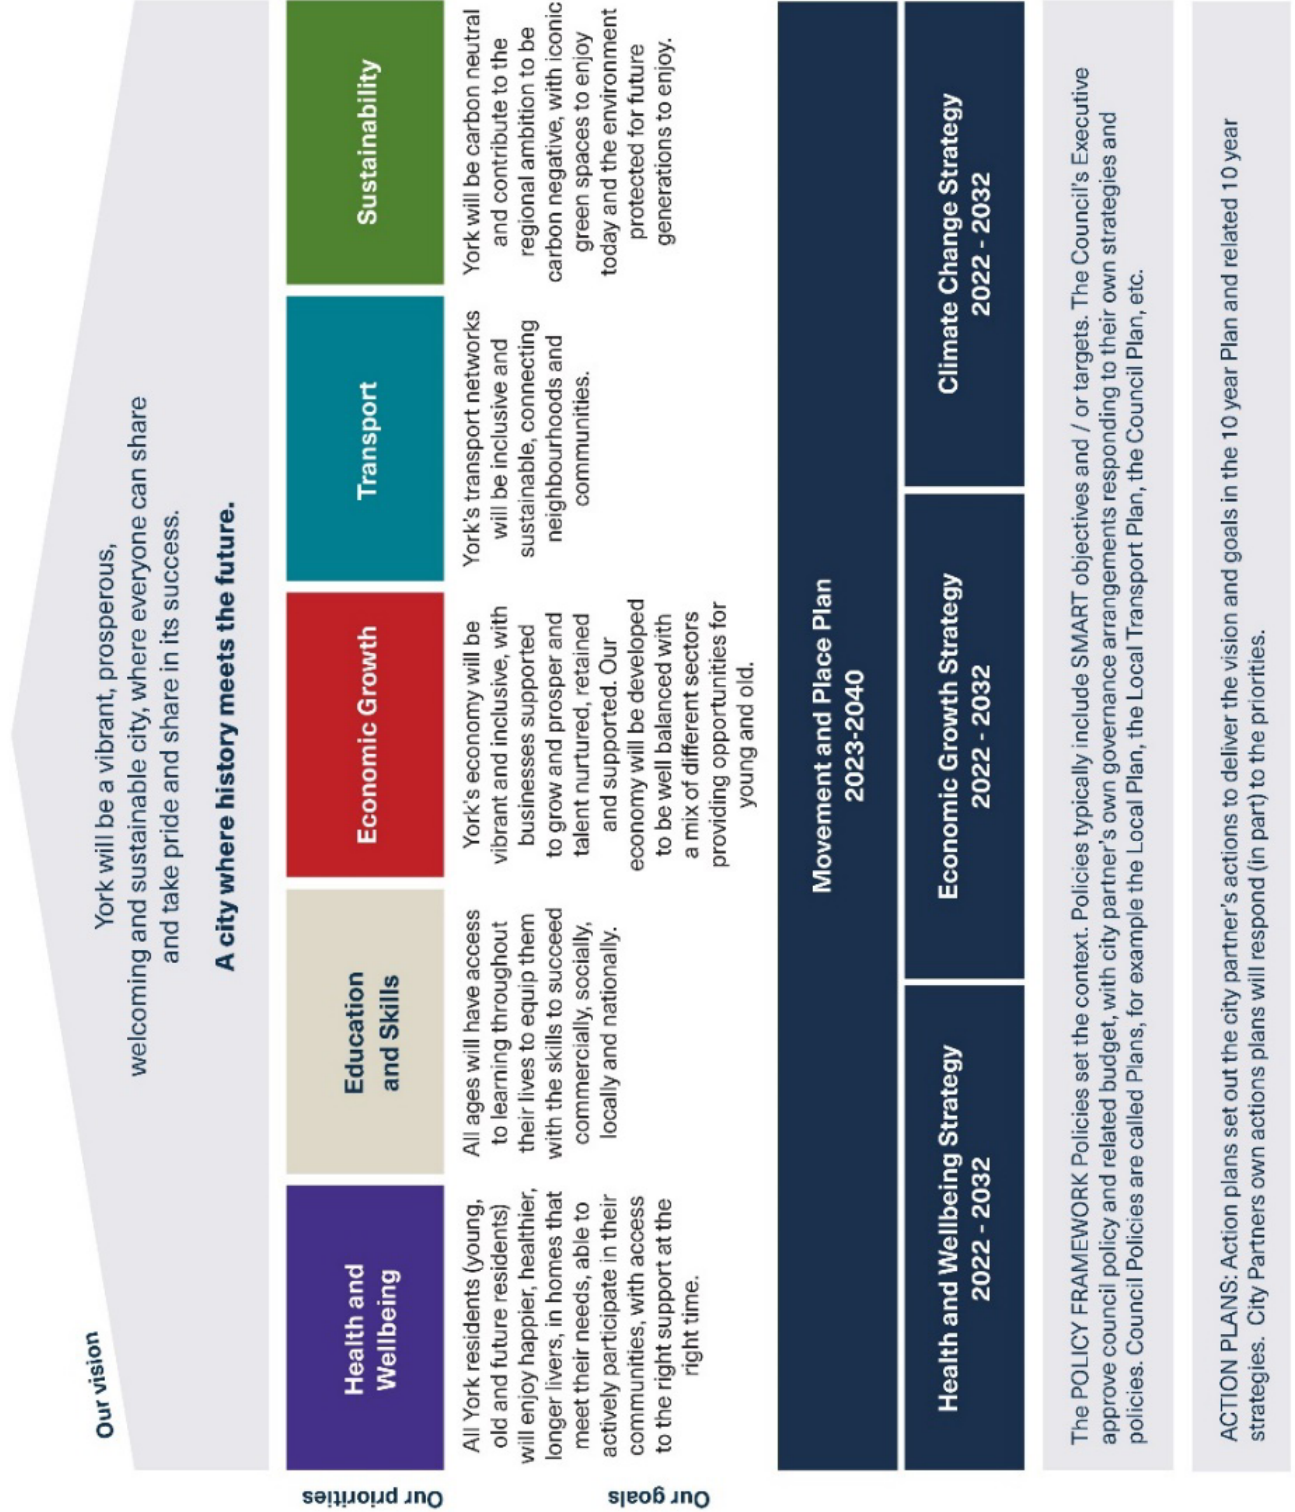 Our vision
York will be a vibrant, prosperous,
welcoming and sustainable city, where everyone can share
and take pride and share in its success.
A city where history meets the future.
Our priorities
Health and
Wellbeing
Education
and Skills
Economic Growth
Transport
Sustainability
Our goals
All York residents (young,
old and future residents)
will enjoy happier, healthier,
longer livers, in homes that
meet their needs, able to
actively participate in their
communities, with access
to the right support at the
right time.
All ages will have access
to learning throughout
their lives to equip them
with the skills to succeed
commercially, socially,
locally and nationally.
York's economy will be
vibrant and inclusive, with
businesses supported
to grow and prosper and
talent nurtured, retained
and supported. Our
economy will be developed
to be well balanced with
a mix of different sectors
providing opportunities for
young and old.
York's transport networks
will be inclusive and
sustainable, connecting
neighbourhoods and
communities.
York will be carbon neutral
and contribute to the
regional ambition to be
carbon negative, with iconic
green spaces to enjoy
today and the environment
protected for future
generations to enjoy.
Movement and Place Plan
2023-2040
Health and Wellbeing Strategy
2022 - 2032
Economic Growth Strategy
2022 - 2032
Climate Change Strategy
2022 - 2032
The POLICY FRAMEWORK Policies set the context. Policies typically include SMART objectives and / or targets. The Council's Executive
approve council policy and related budget, with city partner's own governance arrangements responding to their own strategies and
policies. Council Policies are called Plans, for example the Local Plan, the Local Transport Plan, the Council Plan, etc.
ACTION PLANS: Action plans set out the city partner's actions to deliver the vision and goals in the 10 year Plan and related 10 year
strategies. City Partners own actions plans will respond (in part) to the priorities.